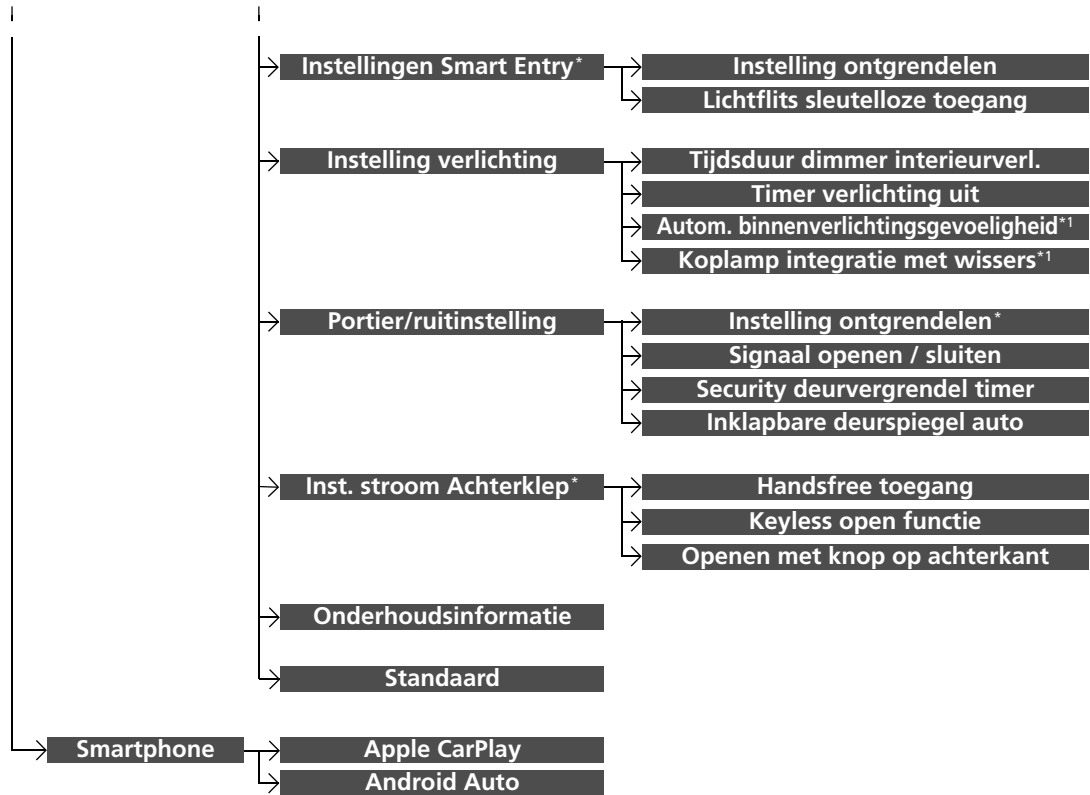 Instellingen Smart Entry*
Instelling ontgrendelen
Lichtflits sleutelloze toegang
Instelling verlichting
Tijdsduur dimmer interieurverl.
Timer verlichting uit
Autom. binnenverlichtingsgevoeligheid*1
Koplamp integratie met wissers*1
Portier/ruitinstelling
Instelling ontgrendelen*
Signaal openen / sluiten
Security deurvergrendel timer
Inklapbare deurspiegel auto
Inst. stroom Achterklep*
Handsfree toegang
Keyless open functie
Openen met knop op achterkant
Onderhoudsinformatie
Standaard
Smartphone
Apple CarPlay
Android Auto